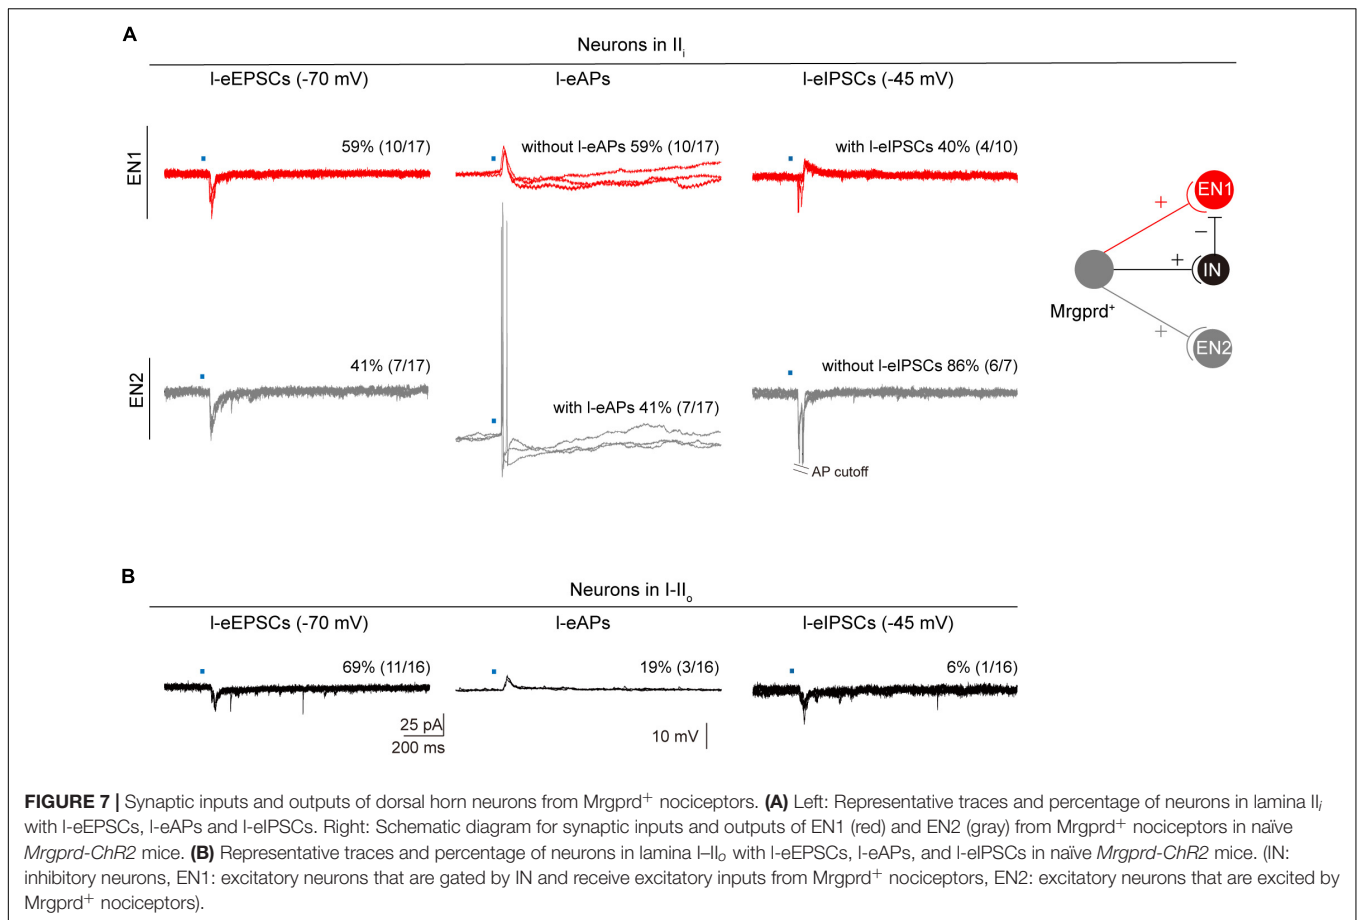 A
Neurons in IIi
l-eEPSCs (-70 mV) l-eAPs l-eIPSCs (-45 mV)
EN1
59% (10/17) without l-eAPs 59% (10/17) with l-eIPSCs 40% (4/10)
EN1
+
−
+ IN
Mrgprd+
+
EN2
EN2
41% (7/17) with l-eAPs 41% (7/17) without l-eIPSCs 86% (6/7)
AP cutoff
B
Neurons in I-IIo
l-eEPSCs (-70 mV) l-eAPs l-eIPSCs (-45 mV)
69% (11/16) 19% (3/16) 6% (1/16)
25 pA
200 ms
10 mV
FIGURE 7 | Synaptic inputs and outputs of dorsal horn neurons from Mrgprd+ nociceptors. (A) Left: Representative traces and percentage of neurons in lamina IIi
with l-eEPSCs, l-eAPs and l-eIPSCs. Right: Schematic diagram for synaptic inputs and outputs of EN1 (red) and EN2 (gray) from Mrgprd+ nociceptors in naïve
Mrgprd-ChR2 mice. (B) Representative traces and percentage of neurons in lamina I–IIo with l-eEPSCs, l-eAPs, and l-eIPSCs in naïve Mrgprd-ChR2 mice. (IN:
inhibitory neurons, EN1: excitatory neurons that are gated by IN and receive excitatory inputs from Mrgprd+ nociceptors, EN2: excitatory neurons that are excited by
Mrgprd+ nociceptors).